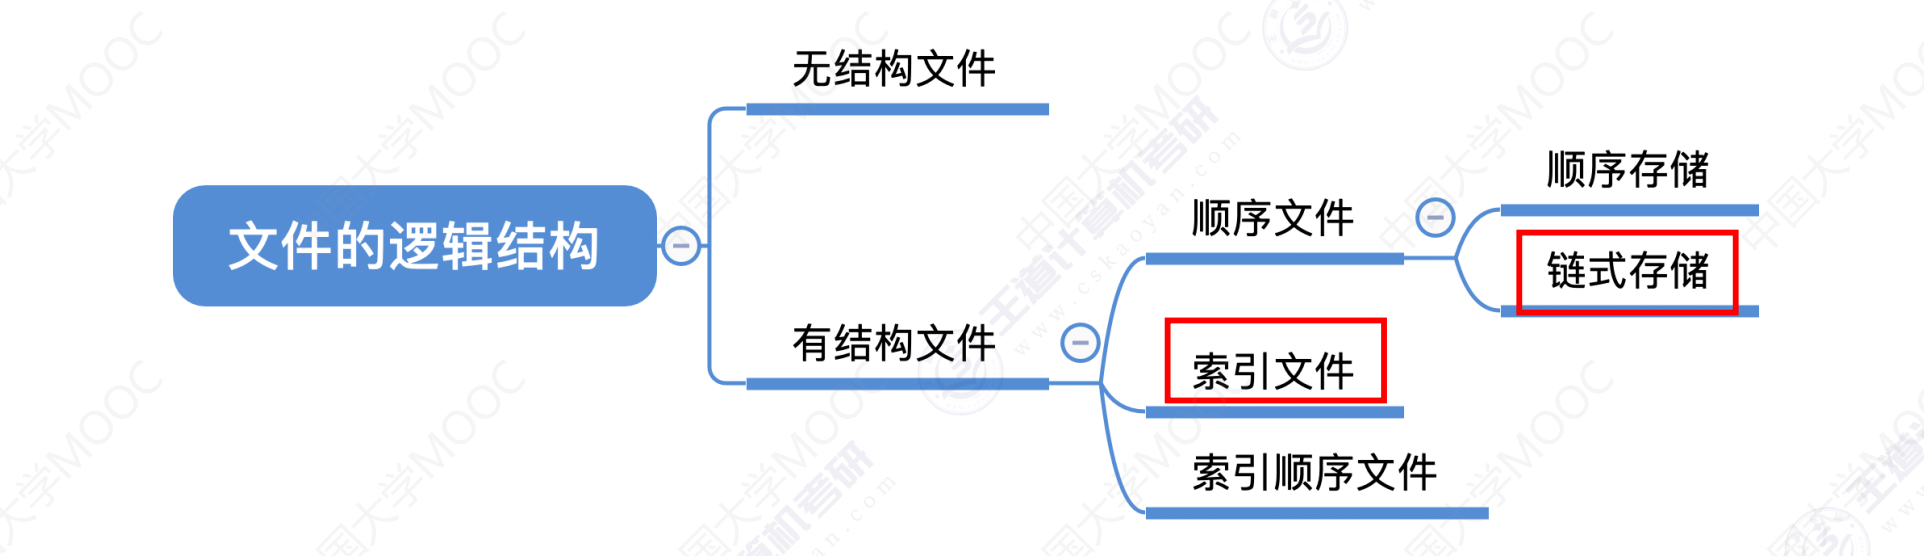 文件的逻辑结构
无结构文件
有结构文件
顺序文件
顺序存储
链式存储
索引文件
索引顺序文件
中国大学MOOC
王道计算机考研
www.cskaoyan.com